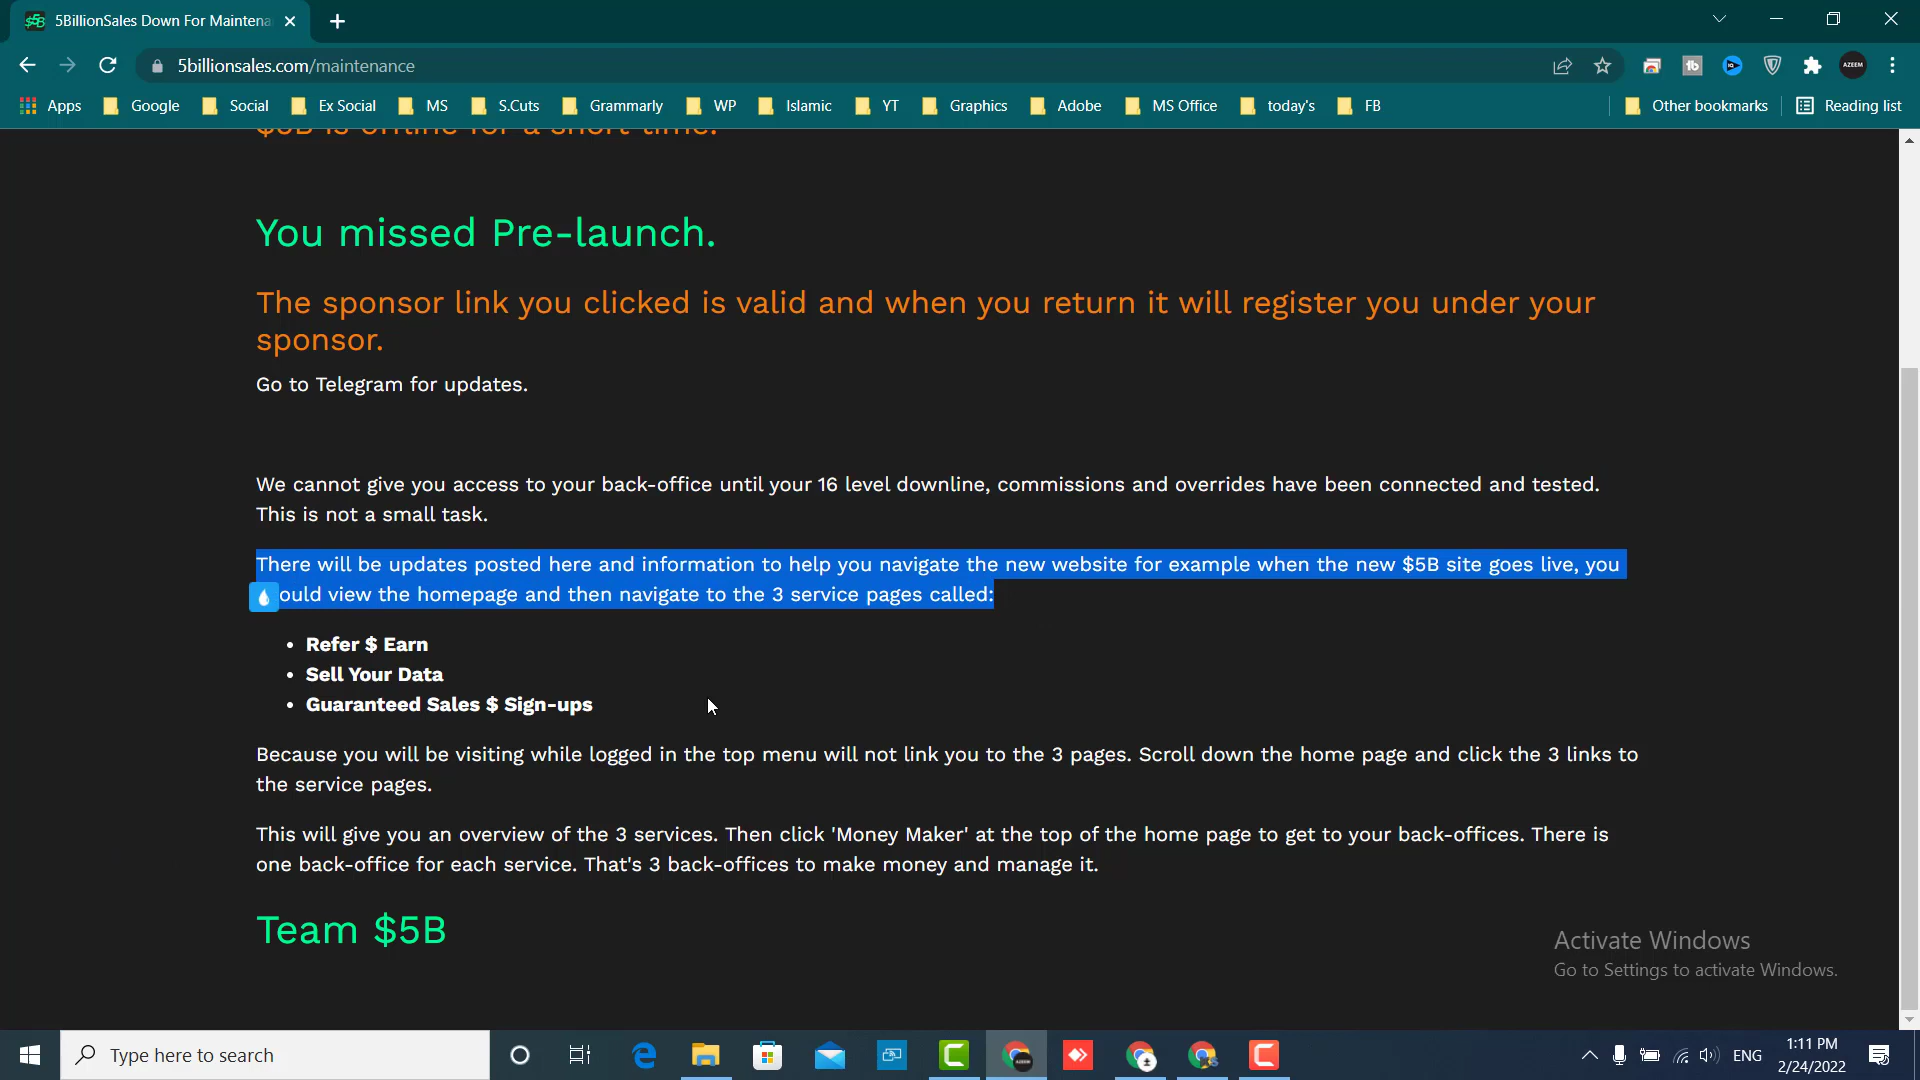 5BillionSales Down For Maintena
5billionsales.com/maintenance
AZEEM
Apps Google Social Ex Social MS S.Cuts Grammarly WP Islamic YT Graphics Adobe MS Office today's FB Other bookmarks Reading list
$5B is offline for a short time.
You missed Pre-launch.
The sponsor link you clicked is valid and when you return it will register you under your
sponsor.
Go to Telegram for updates.
We cannot give you access to your back-office until your 16 level downline, commissions and overrides have been connected and tested.
This is not a small task.
There will be updates posted here and information to help you navigate the new website for example when the new $5B site goes live, you
ould view the homepage and then navigate to the 3 service pages called:
• Refer $ Earn
• Sell Your Data
• Guaranteed Sales $ Sign-ups
Because you will be visiting while logged in the top menu will not link you to the 3 pages. Scroll down the home page and click the 3 links to
the service pages.
This will give you an overview of the 3 services. Then click 'Money Maker' at the top of the home page to get to your back-offices. There is
one back-office for each service. That's 3 back-offices to make money and manage it.
Team $5B
Activate Windows
Go to Settings to activate Windows.
Type here to search
ENG
1:11 PM
2/24/2022